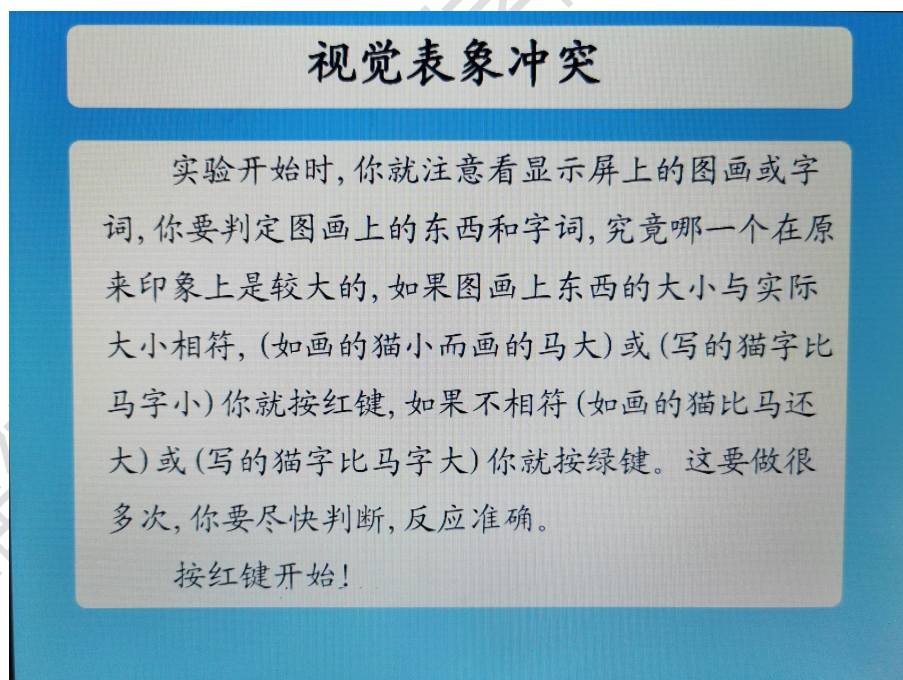 视觉表象冲突
实验开始时,你就注意看显示屏上的图画或字
词,你要判定图画上的东西和字词,究竟哪一个在原
来印象上是较大的,如果图画上东西的大小与实际
大小相符,(如画的猫小而画的马大)或(写的猫字比
马字小)你就按红键,如果不相符(如画的猫比马还
大)或(写的猫字比马字大)你就按绿键。这要做很
多次,你要尽快判断,反应准确。
按红键开始!